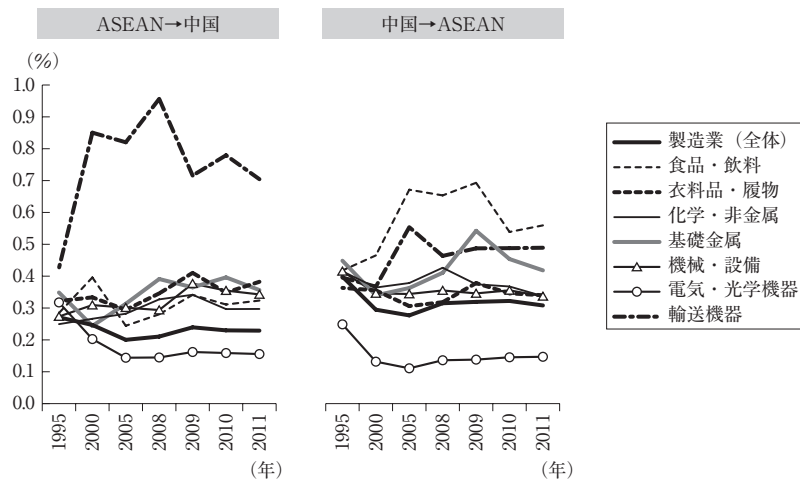 ASEAN→中国
中国→ASEAN
(%)
1.0
0.9
0.8
0.7
0.6
0.5
0.4
0.3
0.2
0.1
0.0
1995
2000
2005
2008
2009
2010
2011
(年)
1995
2000
2005
2008
2009
2010
2011
(年)
製造業（全体）
食品・飲料
衣料品・履物
化学・非金属
基礎金属
機械・設備
電気・光学機器
輸送機器